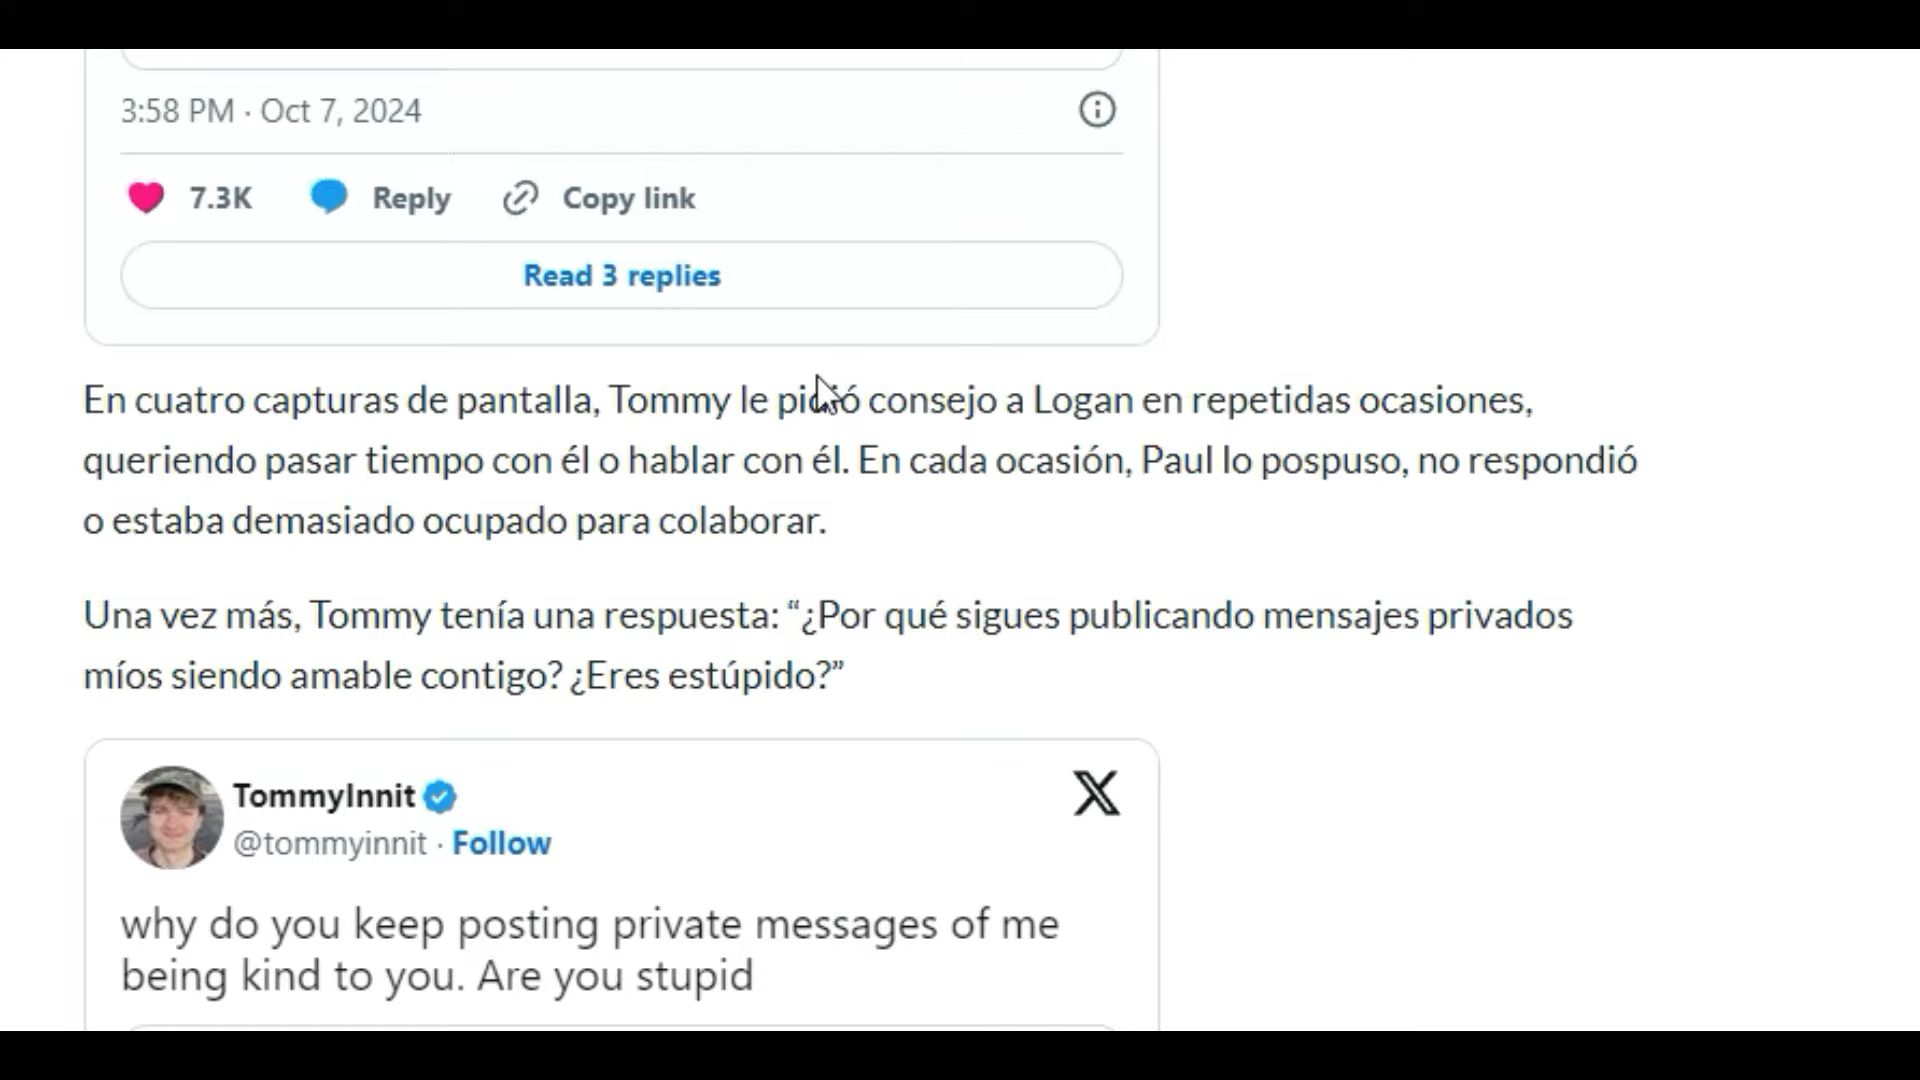 3:58 PM · Oct 7, 2024
7.3K Reply Copy link
Read 3 replies
En cuatro capturas de pantalla, Tommy le pidió consejo a Logan en repetidas ocasiones,
queriendo pasar tiempo con él o hablar con él. En cada ocasión, Paul lo pospuso, no respondió
o estaba demasiado ocupado para colaborar.
Una vez más, Tommy tenía una respuesta: “¿Por qué sigues publicando mensajes privados
míos siendo amable contigo? ¿Eres estúpido?”
TommyInnit
@tommyinnit · Follow
why do you keep posting private messages of me
being kind to you. Are you stupid